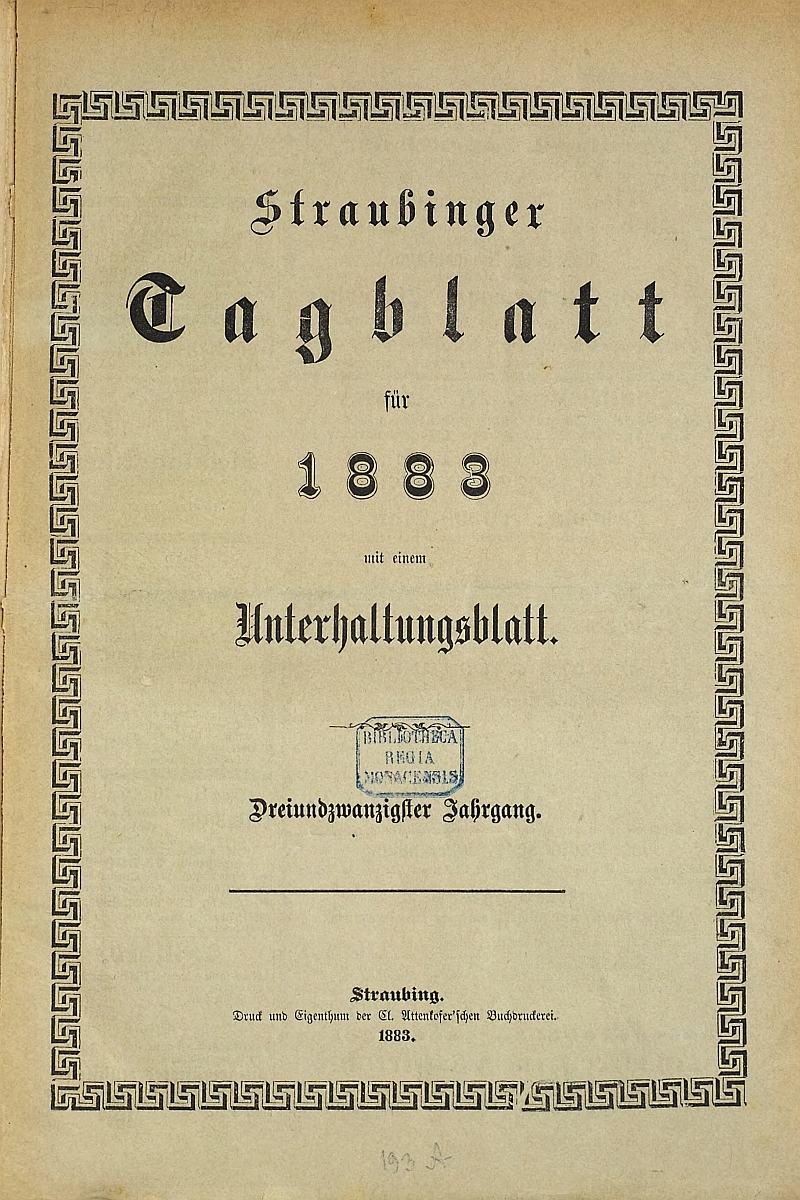 Straubinger
Tagblatt
für
1883
mit einem
Unterhaltungsblatt.
BIBLIOTHECA
REGIA
MONACENSIS
Dreiundzwanzigster Jahrgang.
Straubing.
Druck und Eigenthum der Cl. Attenkofer'schen Buchdruckerei.
1883.
193 A